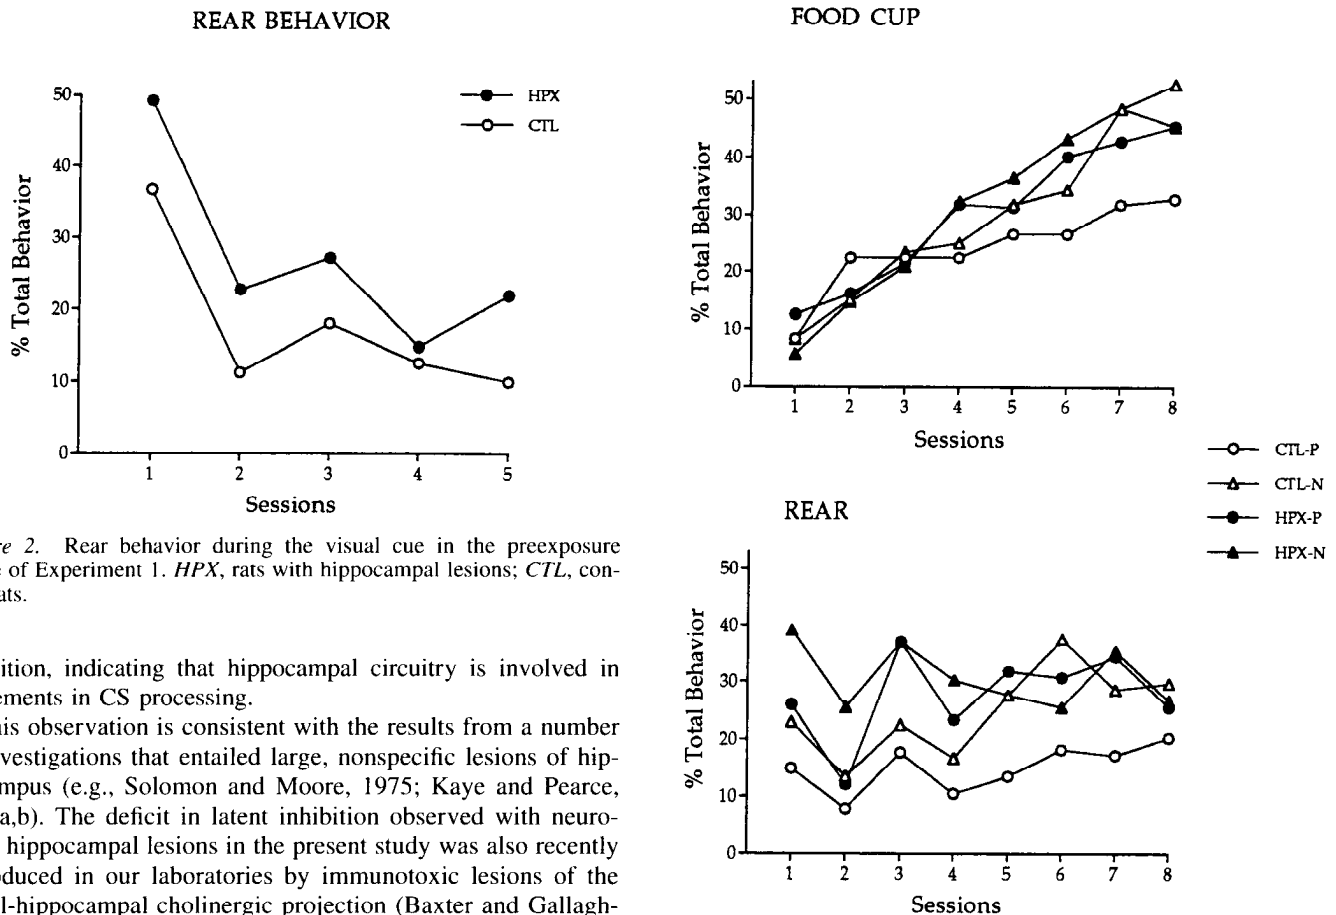 REAR BEHAVIOR
50
40
30
20
10
0
% Total Behavior
HPX
CTL
1 2 3 4 5
Sessions
re 2. Rear behavior during the visual cue in the preexposure
of Experiment 1. HPX, rats with hippocampal lesions; CTL, con-
ats.
ition, indicating that hippocampal circuitry is involved in
ements in CS processing.
his observation is consistent with the results from a number
vestigations that entailed large, nonspecific lesions of hip-
ampus (e.g., Solomon and Moore, 1975; Kaye and Pearce,
a,b). The deficit in latent inhibition observed with neuro-
hippocampal lesions in the present study was also recently
oduced in our laboratories by immunotoxic lesions of the
l-hippocampal cholinergic projection (Baxter and Gallagh-
FOOD CUP
50
40
30
20
10
0
% Total Behavior
1 2 3 4 5 6 7 8
Sessions
CTL-P
CTL-N
HPX-P
HPX-N
REAR
50
40
30
20
10
0
% Total Behavior
1 2 3 4 5 6 7 8
Sessions